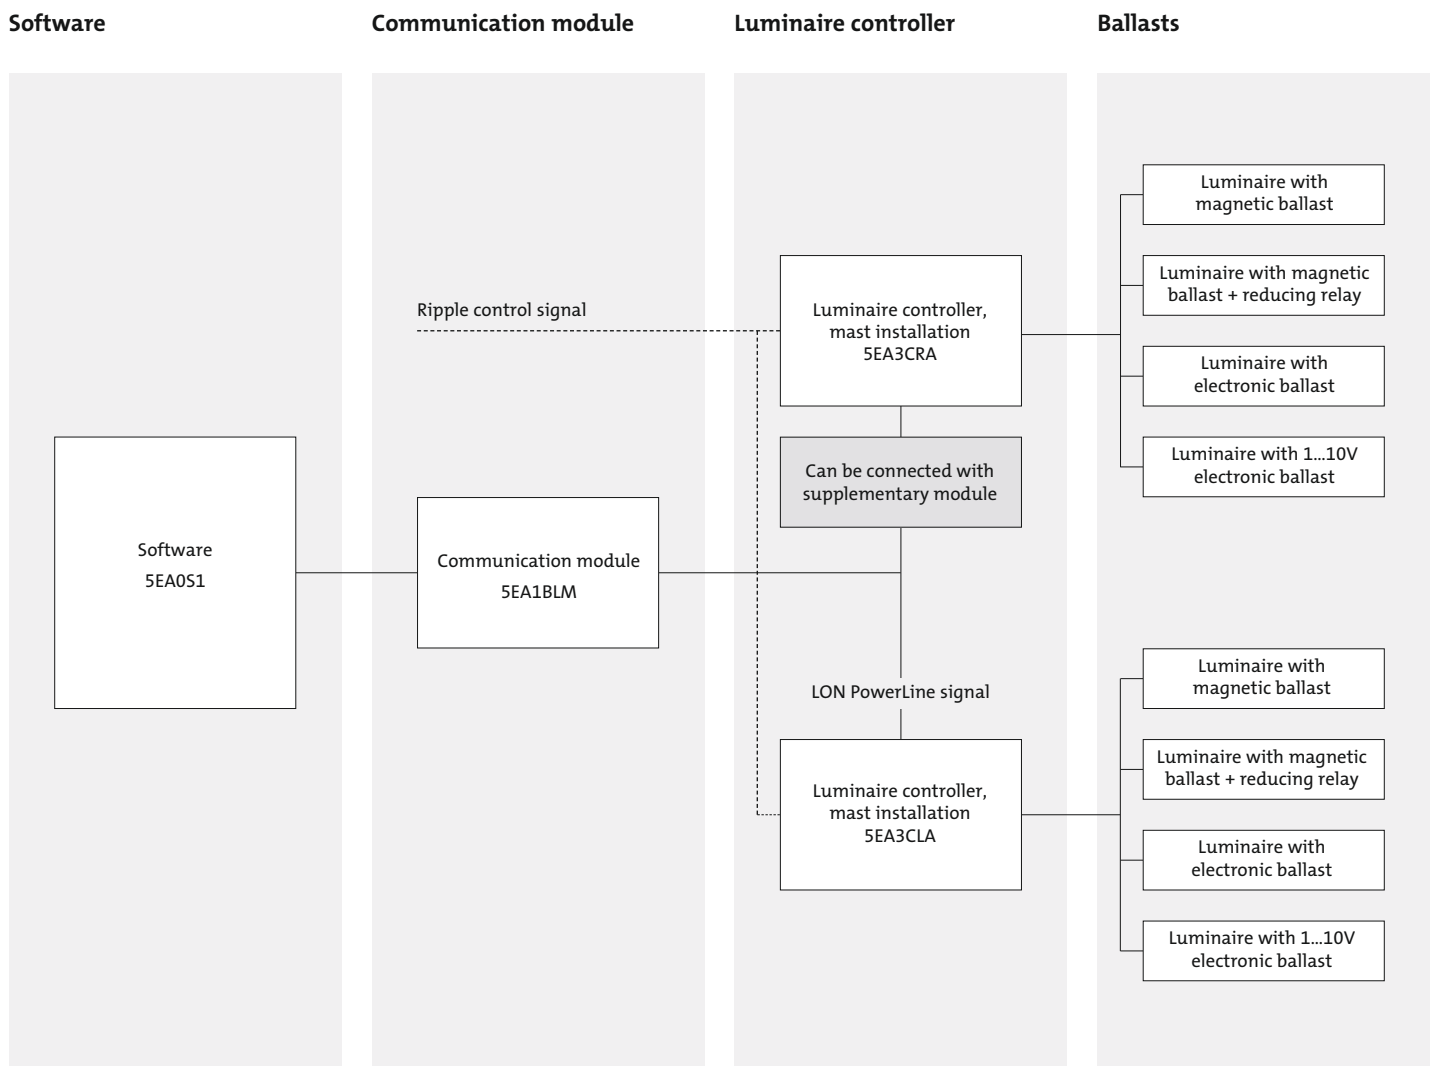 Software
Communication module
Luminaire controller
Ballasts
Software
5EA0S1
Ripple control signal
Communication module
5EA1BLM
Luminaire controller,
mast installation
5EA3CRA
Can be connected with
supplementary module
LON PowerLine signal
Luminaire controller,
mast installation
5EA3CLA
Luminaire with
magnetic ballast
Luminaire with magnetic
ballast + reducing relay
Luminaire with
electronic ballast
Luminaire with 1...10V
electronic ballast
Luminaire with
magnetic ballast
Luminaire with magnetic
ballast + reducing relay
Luminaire with
electronic ballast
Luminaire with 1...10V
electronic ballast